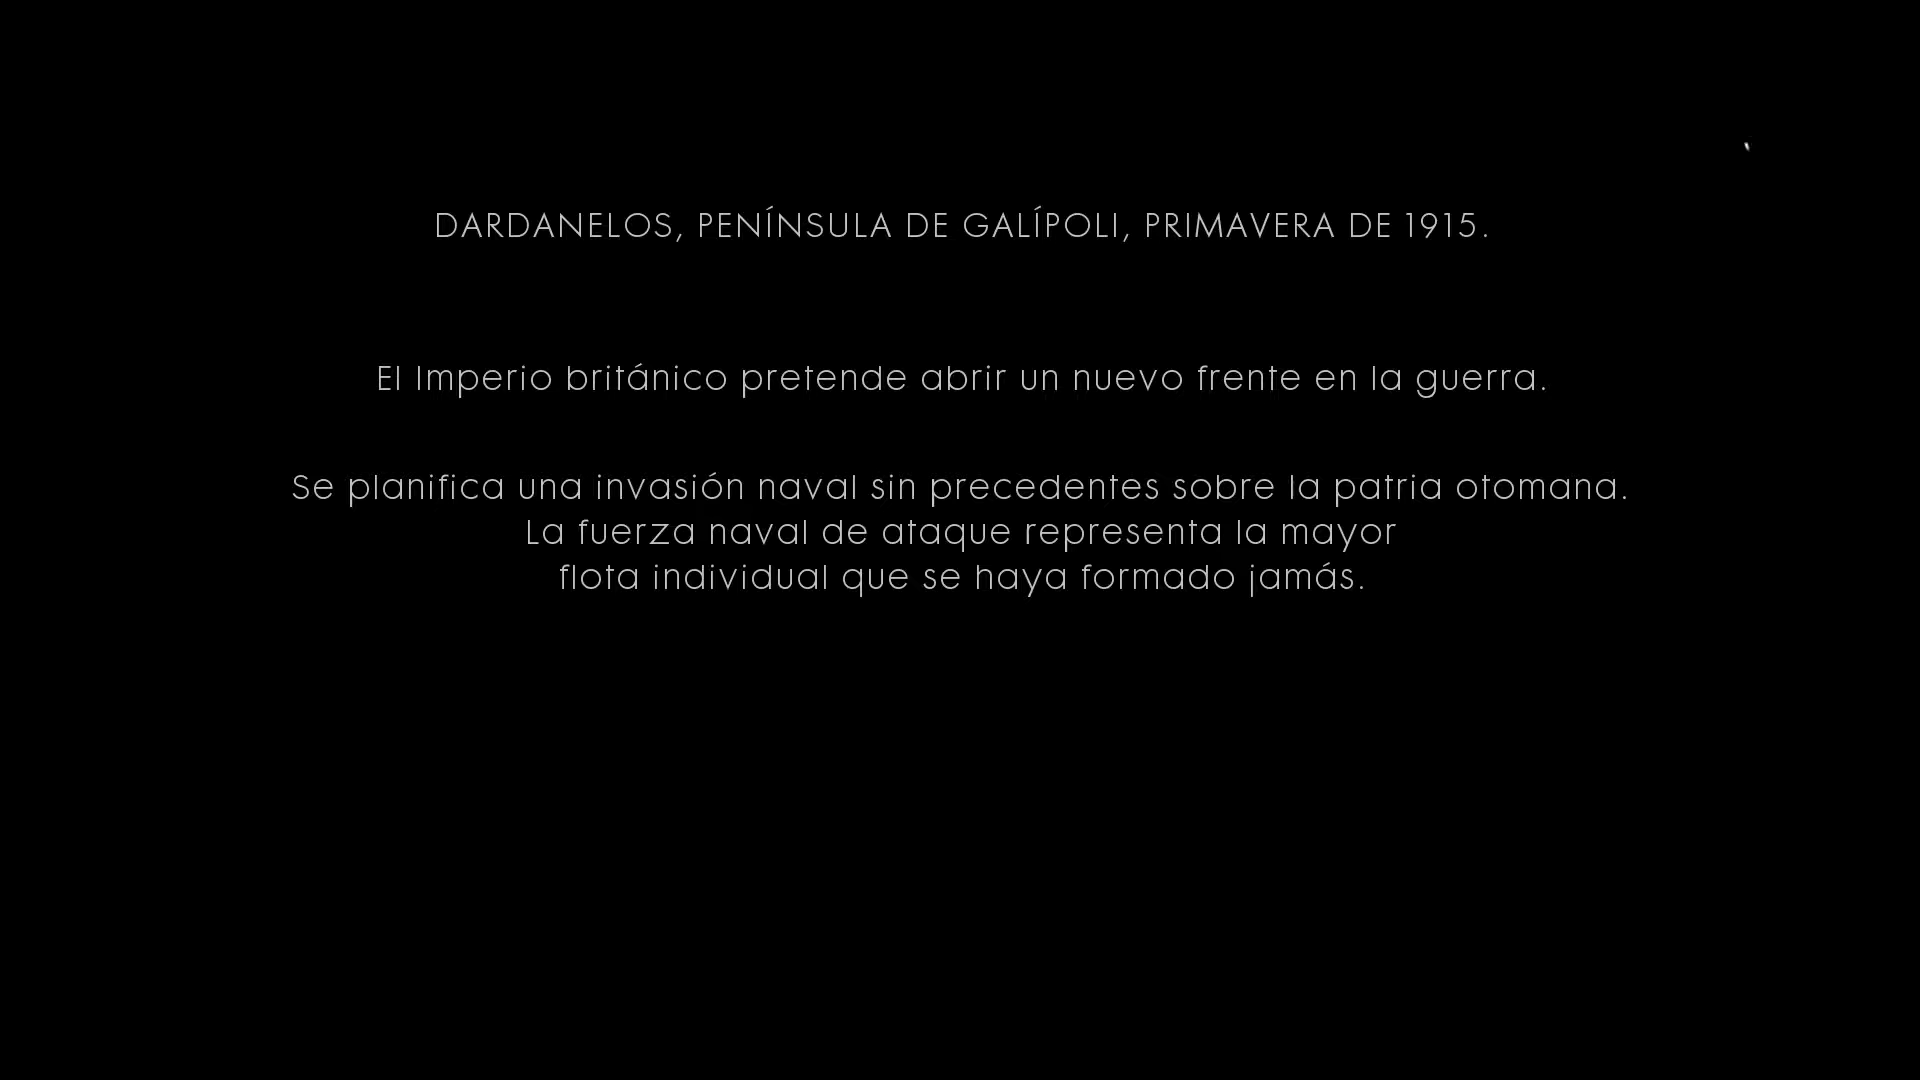 DARDANELOS, PENÍNSULA DE GALÍPOLI, PRIMAVERA DE 1915.
El Imperio británico pretende abrir un nuevo frente en la guerra.
Se planifica una invasión naval sin precedentes sobre la patria otomana.
La fuerza naval de ataque representa la mayor
flota individual que se haya formado jamás.